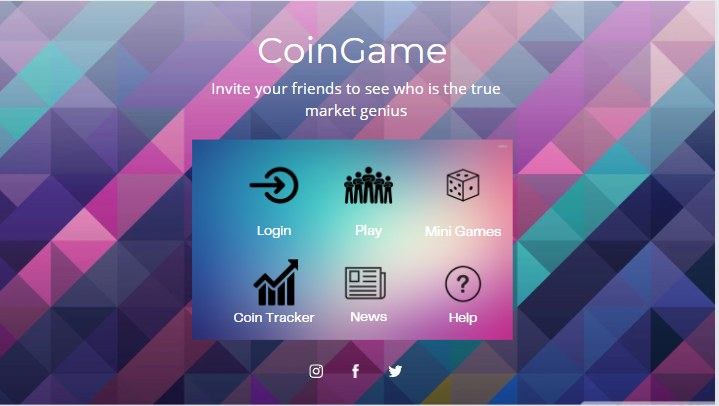 CoinGame
Invite your friends to see who is the true
market genius
Login
Play
Mini Games
Coin Tracker
News
Help